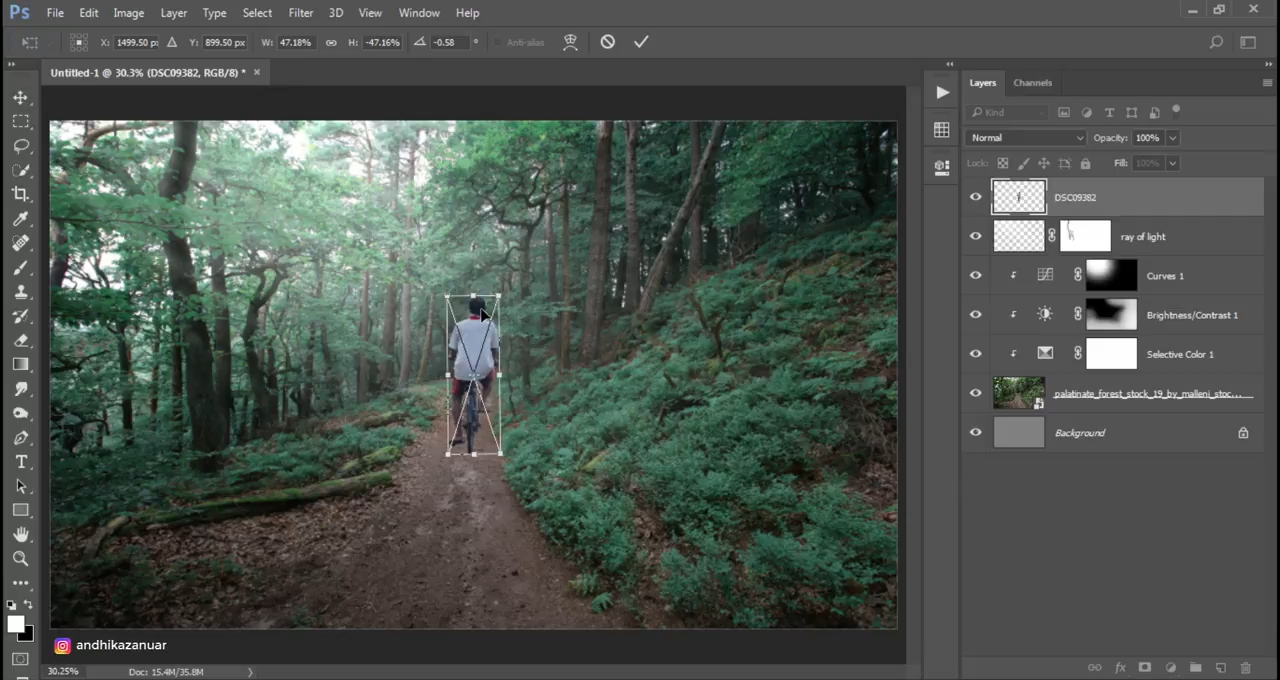 Ps File Edit Image Layer Type Select Filter 3D View Window Help
X: 1499.50 px Y: 899.50 px W: 47.18% H: -47.16% -0.58 ° Anti-alias
Untitled-1 @ 30.3% (DSC09382, RGB/8) * ×
Layers Channels
Kind
Normal Opacity: 100%
Lock: Fill: 100%
DSC09382
ray of light
Curves 1
Brightness/Contrast 1
Selective Color 1
palatinate_forest_stock_19_by_malleni_stoc...
Background
T
andhikazanuar
30.25% Doc: 15.4M/35.8M
fx